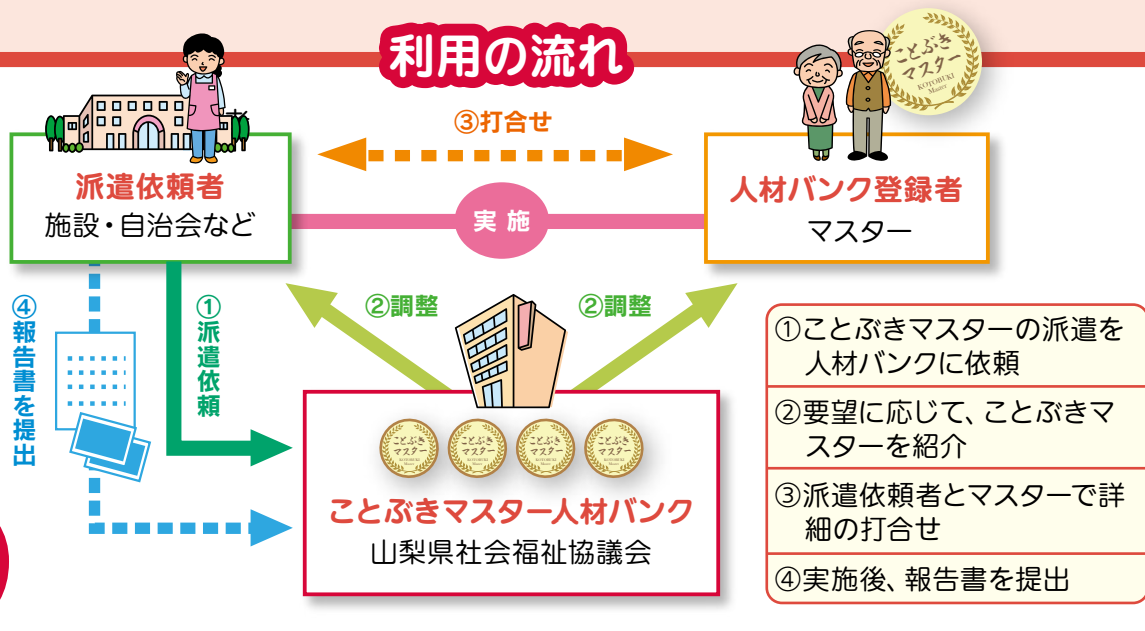 利用の流れ
ことぶき
マスター
KOTOBUKI
Master
③打合せ
派遣依頼者
施設・自治会など
実施
人材バンク登録者
マスター
④報告書を提出
①派遣依頼
②調整
②調整
ことぶき
マスター
KOTOBUKI
Master
ことぶき
マスター
KOTOBUKI
Master
ことぶき
マスター
KOTOBUKI
Master
ことぶき
マスター
KOTOBUKI
Master
ことぶきマスター人材バンク
山梨県社会福祉協議会
①ことぶきマスターの派遣を
人材バンクに依頼
②要望に応じて、ことぶきマ
スターを紹介
③派遣依頼者とマスターで詳
細の打合せ
④実施後、報告書を提出